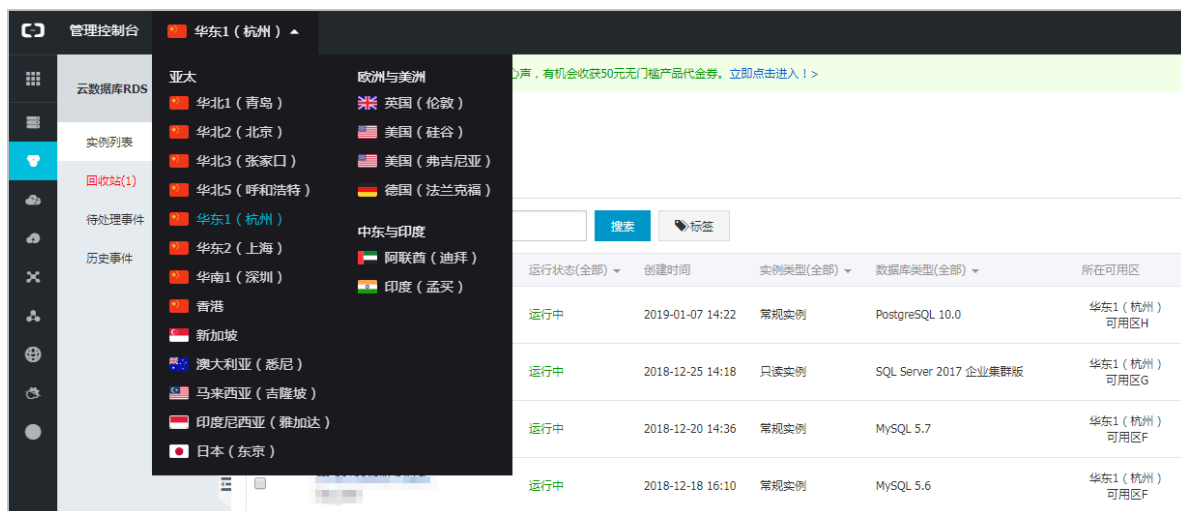 管理控制台
华东1 ( 杭州 )
云数据库RDS
实例列表
回收站(1)
待处理事件
历史事件
亚太
华北1 ( 青岛 )
华北2 ( 北京 )
华北3 ( 张家口 )
华北5 ( 呼和浩特 )
华东1 ( 杭州 )
华东2 ( 上海 )
华南1 ( 深圳 )
香港
新加坡
澳大利亚 ( 悉尼 )
马来西亚 ( 吉隆坡 )
印度尼西亚 ( 雅加达 )
日本 ( 东京 )
欧洲与美洲
英国 ( 伦敦 )
美国 ( 硅谷 )
美国 ( 弗吉尼亚 )
德国 ( 法兰克福 )
中东与印度
阿联酋 ( 迪拜 )
印度 ( 孟买 )
声，有机会收获50元无门槛产品代金券。立即点击进入！>
搜索 标签
运行状态(全部) 创建时间 实例类型(全部) 数据库类型(全部) 所在可用区
运行中 2019-01-07 14:22 常规实例 PostgreSQL 10.0 华东1 ( 杭州 )
可用区H
运行中 2018-12-25 14:18 只读实例 SQL Server 2017 企业集群版 华东1 ( 杭州 )
可用区G
运行中 2018-12-20 14:36 常规实例 MySQL 5.7 华东1 ( 杭州 )
可用区F
运行中 2018-12-18 16:10 常规实例 MySQL 5.6 华东1 ( 杭州 )
可用区F